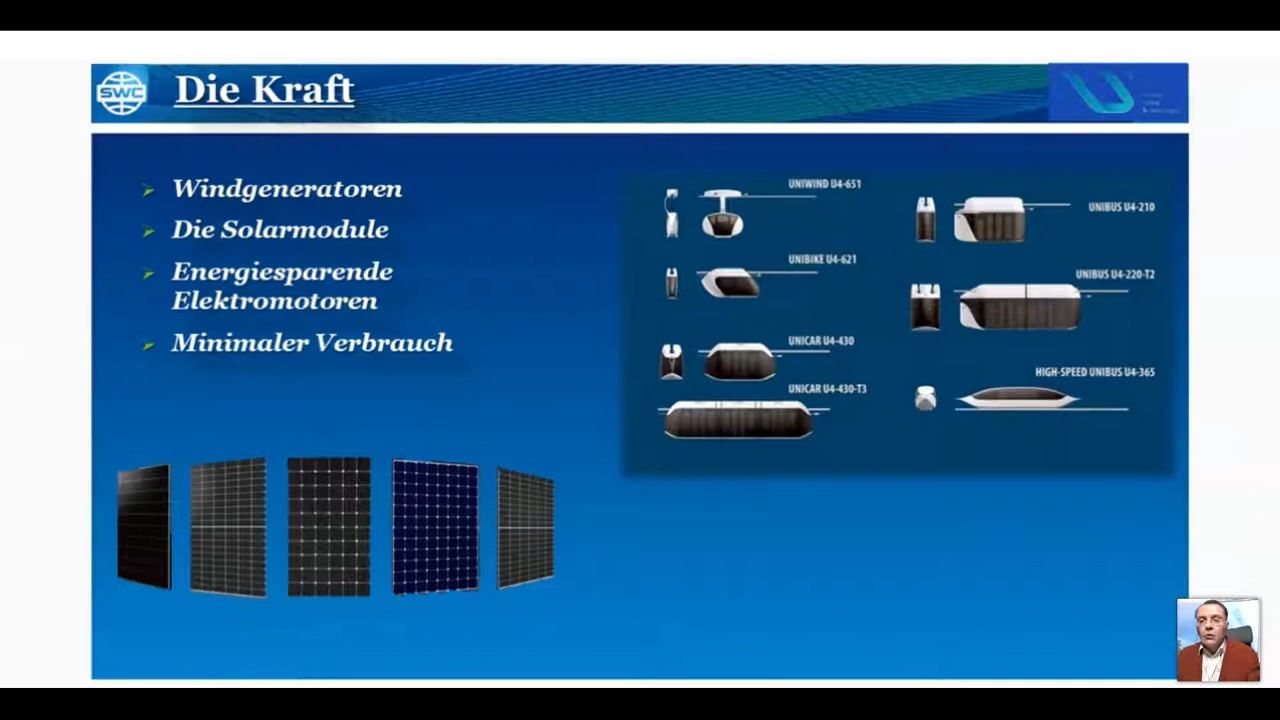 SWC
Die Kraft
Windgeneratoren
Die Solarmodule
Energiesparende
Elektromotoren
Minimaler Verbrauch
UNIWIND U4-651
UNIBIKE U4-621
UNICAR U4-430
UNICAR U4-430-T3
UNIBUS U4-210
UNIBUS U4-220-T2
HIGH-SPEED UNIBUS U4-365